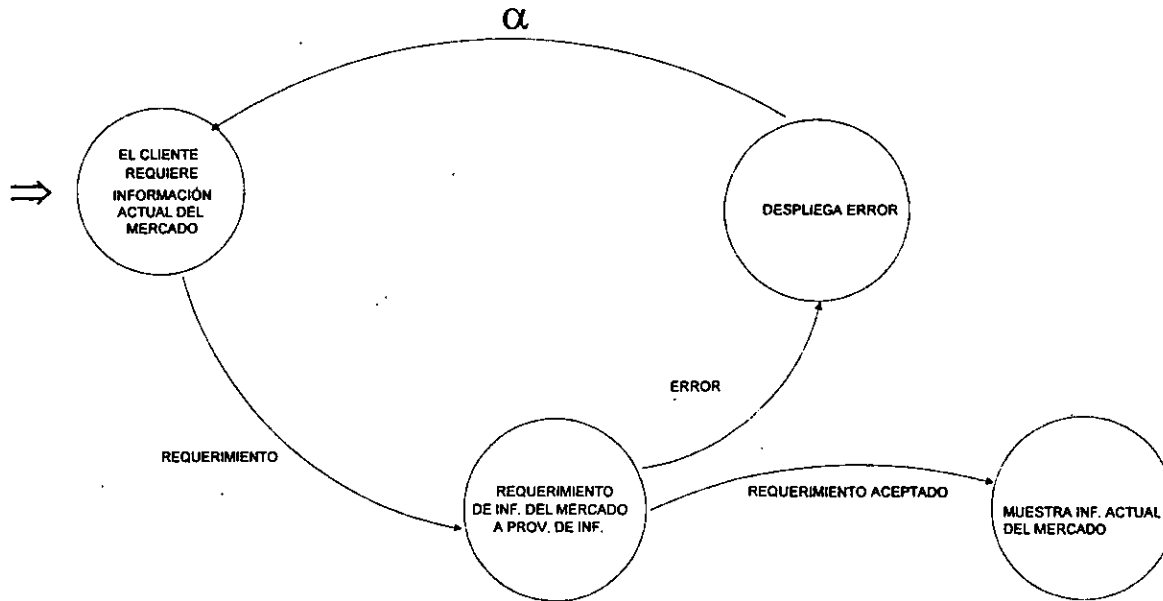 α
EL CLIENTE
REQUIERE
INFORMACIÓN
ACTUAL DEL
MERCADO
DESPLIEGA ERROR
ERROR
REQUERIMIENTO
REQUERIMIENTO
DE INF. DEL MERCADO
A PROV. DE INF.
REQUERIMIENTO ACEPTADO
MUESTRA INF. ACTUAL
DEL MERCADO